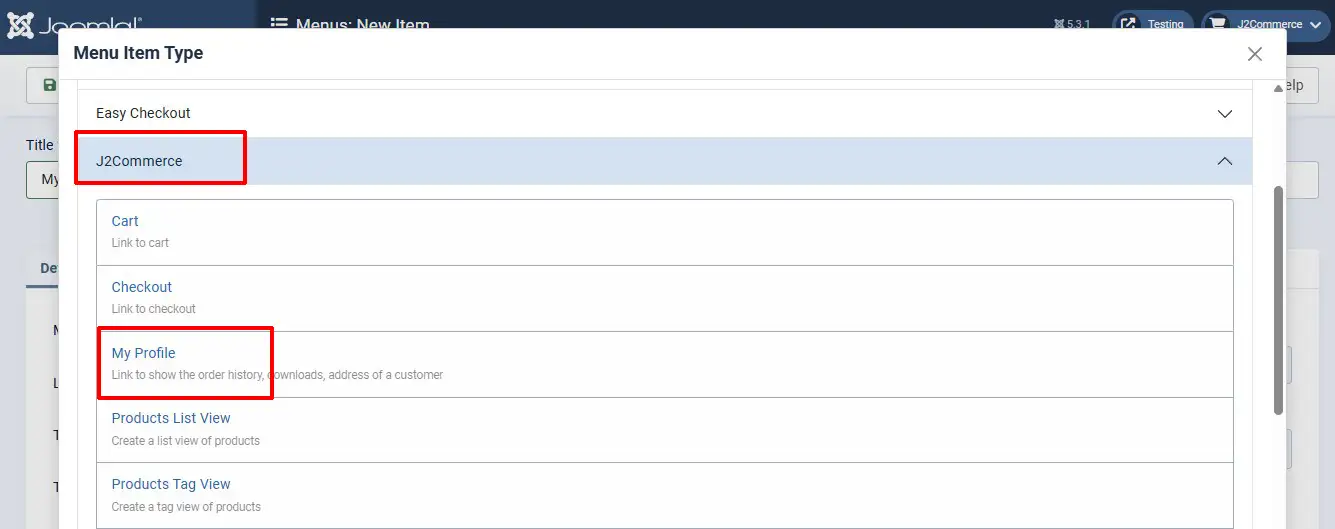 Joomla!
Menus: New Item
5.3.1
Testing
J2Commerce
Menu Item Type
elp
Easy Checkout
Title
J2Commerce
My
Cart
Link to cart
De
Checkout
Link to checkout
My Profile
Link to show the order history, downloads, address of a customer
Products List View
Create a list view of products
Products Tag View
Create a tag view of products